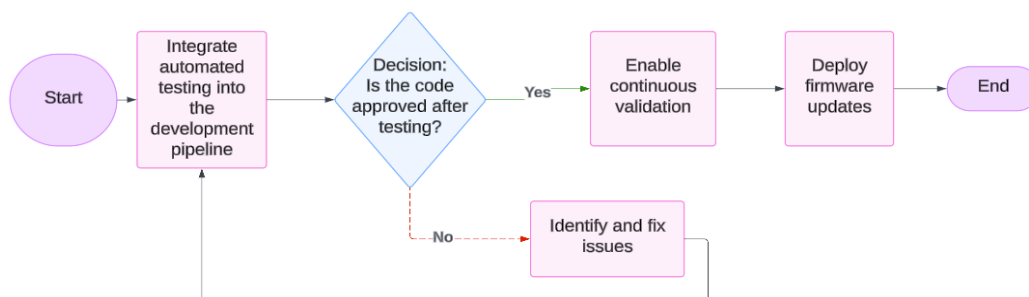 Start
Integrate
automated
testing into
the
development
pipeline
Decision:
Is the code
approved after
testing?
Yes
Enable
continuous
validation
Deploy
firmware
updates
End
No
Identify and fix
issues